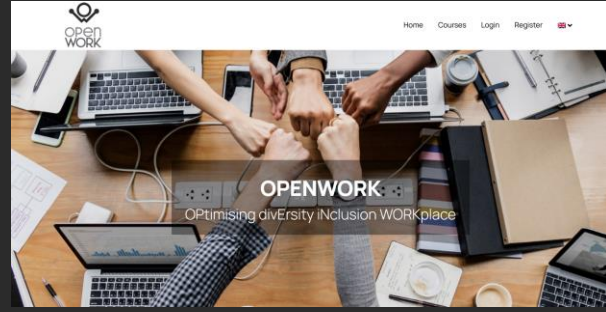 OPEN
WORK
Home Courses Login Register
OPENWORK
OPtimising divErsity iNclusion WORKplace